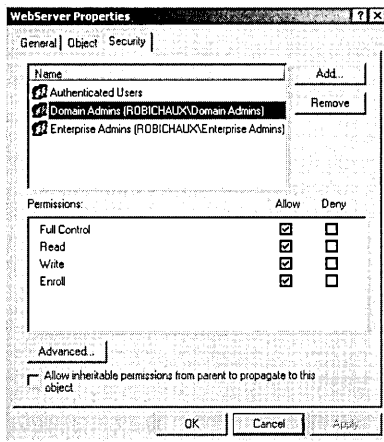 WebServer Properties
General Object Security
Name
Authenticated Users
Domain Admins (ROBICHAUX\Domain Admins)
Enterprise Admins (ROBICHAUX\Enterprise Admins)
Add...
Remove
Permissions: Allow Deny
Full Control
Read
Write
Enroll
Advanced...
Allow inheritable permissions from parent to propagate to this
object
OK Cancel Apply